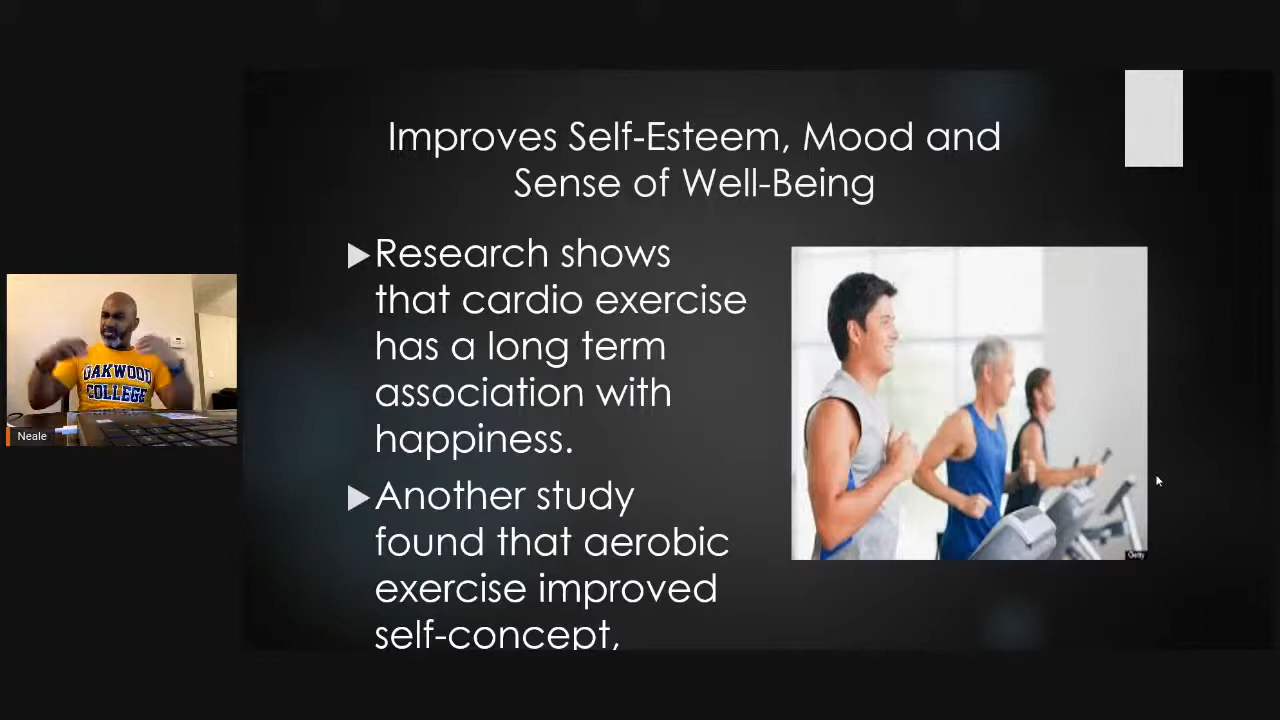 Improves Self-Esteem, Mood and
Sense of Well-Being
Research shows
that cardio exercise
has a long term
association with
happiness.
Another study
found that aerobic
exercise improved
self-concept,
OAKWOOD
COLLEGE
Neale
Getty